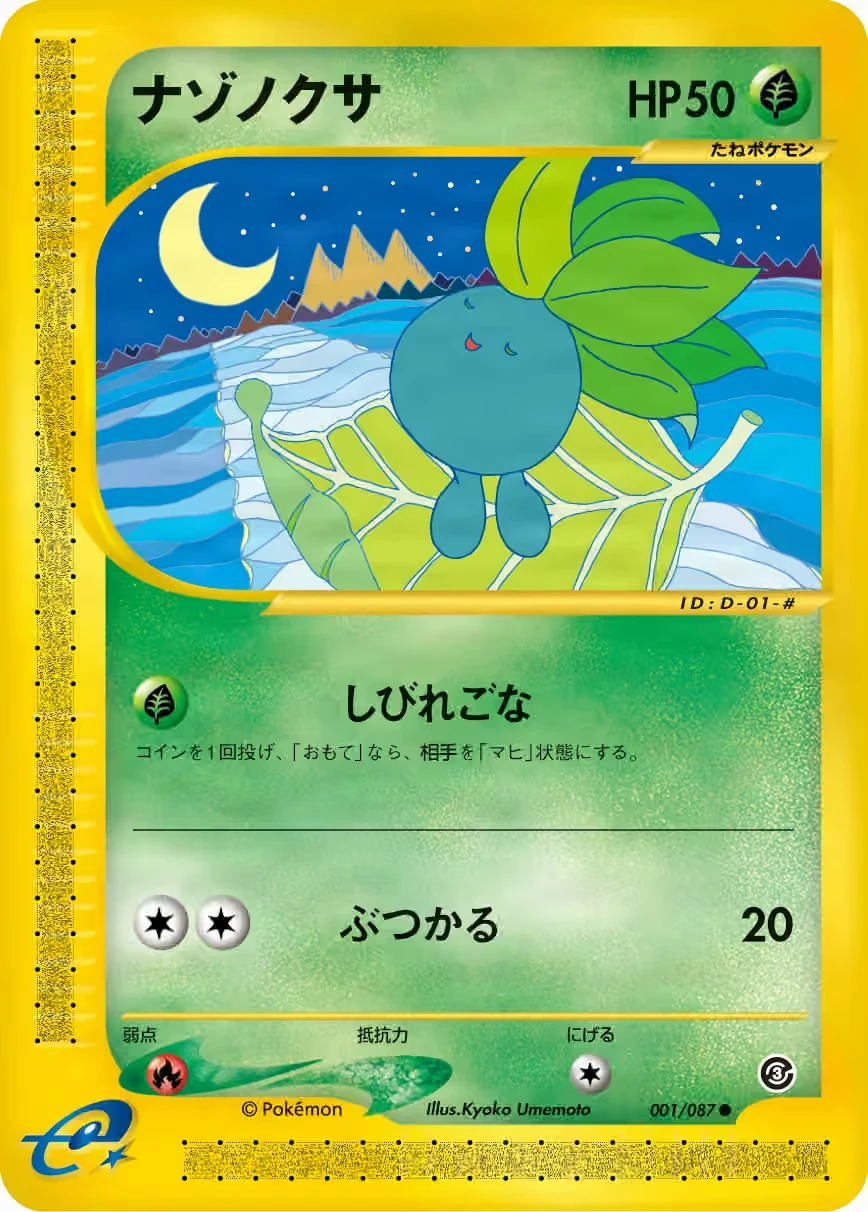 ナゾノクサ HP50
たねポケモン
ID:D-01-#
しびれごな
コインを1回投げ、「おもて」なら、相手を「マヒ」状態にする。
ぶつかる 20
弱点 抵抗力 にげる
3
© Pokémon Illus.Kyoko Umemoto 001/087●
e